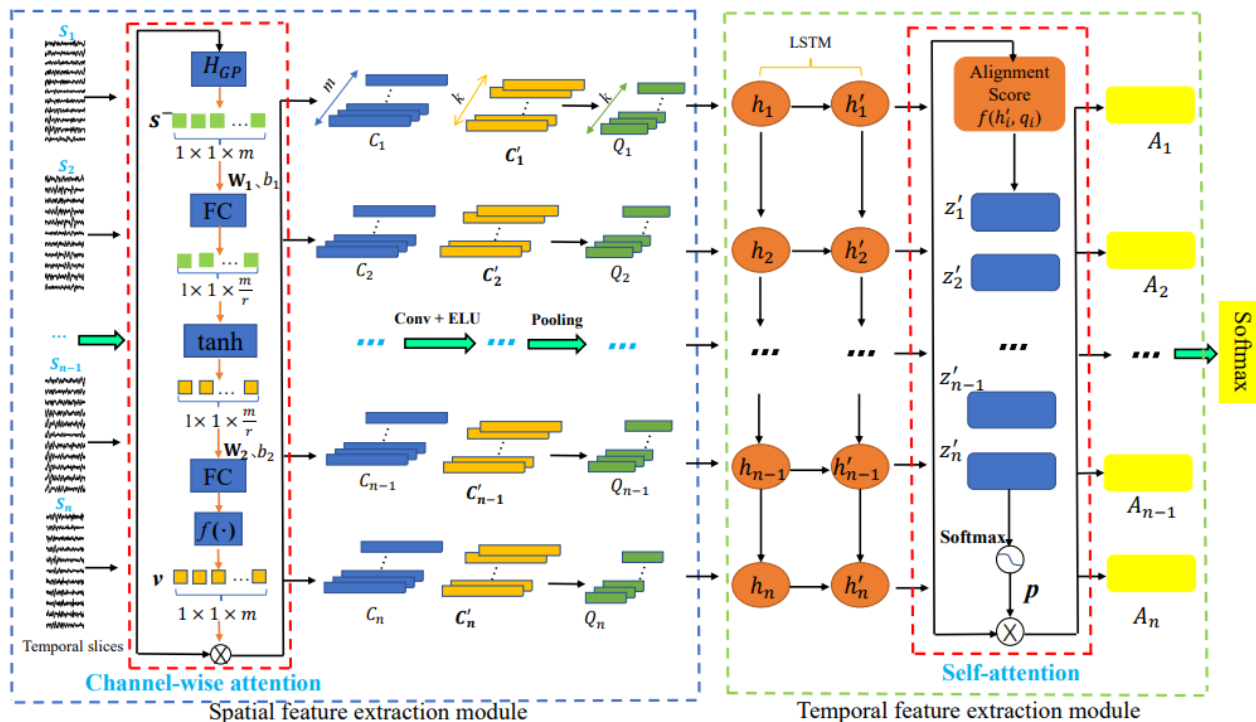 S₁
S₂
...
Sₙ₋₁
Sₙ
Temporal slices
H_GP
s⁻
...
1 × 1 × m
W₁、b₁
FC
...
1 × 1 × m/r
tanh
...
1 × 1 × m/r
W₂、b₂
FC
f(·)
v
...
1 × 1 × m
Channel-wise attention
m
k
k
C₁
C′₁
Q₁
C₂
C′₂
Q₂
Conv + ELU
Pooling
Cₙ₋₁
C′ₙ₋₁
Qₙ₋₁
Cₙ
C′ₙ
Qₙ
Spatial feature extraction module
LSTM
h₁
h′₁
h₂
h′₂
hₙ₋₁
h′ₙ₋₁
hₙ
h′ₙ
Alignment
Score
f(h′ᵢ, qᵢ)
z′₁
z′₂
z′ₙ₋₁
z′ₙ
Softmax
p
Self-attention
A₁
A₂
Aₙ₋₁
Aₙ
Softmax
Temporal feature extraction module